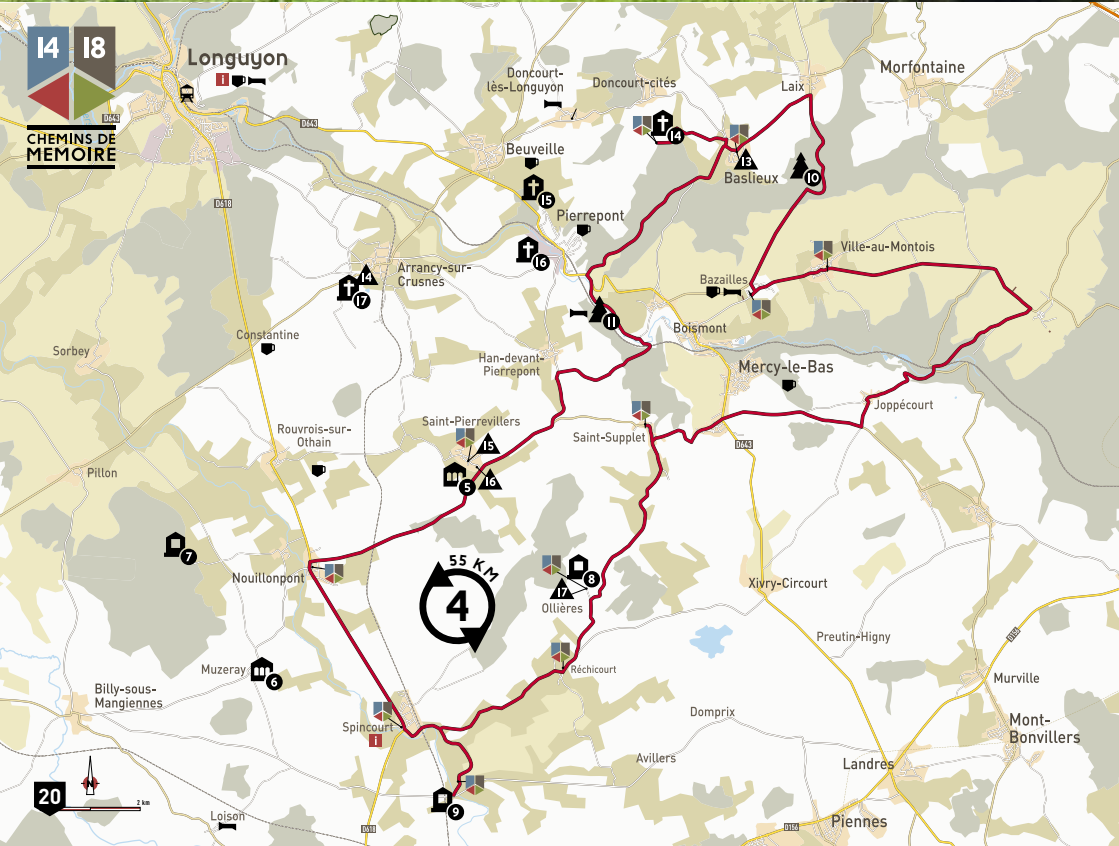 14 18
CHEMINS DE
MEMOIRE
Longuyon
i
D643
D643
Doncourt-
lès-Longuyon
Doncourt-cités
Laix
Morfontaine
14
13
Baslieux
10
Beuveille
15
Pierrepont
16
D618
Arrancy-sur-
Crusnes
14
17
Ville-au-Montois
Bazailles
11
Boismont
Constantine
Sorbey
Han-devant-
Pierrepont
Mercy-le-Bas
Joppécourt
Saint-Pierrevillers
15
16
5
Saint-Supplet
D643
Rouvrois-sur-
Othain
Pillon
7
Nouillonpont
55 KM
4
8
17
Ollières
Xivry-Circourt
Preutin-Higny
D156
Muzeray
6
Réchicourt
Murville
Billy-sous-
Mangiennes
Spincourt
i
Domprix
Mont-
Bonvillers
Avillers
Landres
N
20
2 km
9
Loison
D618
D156
Piennes